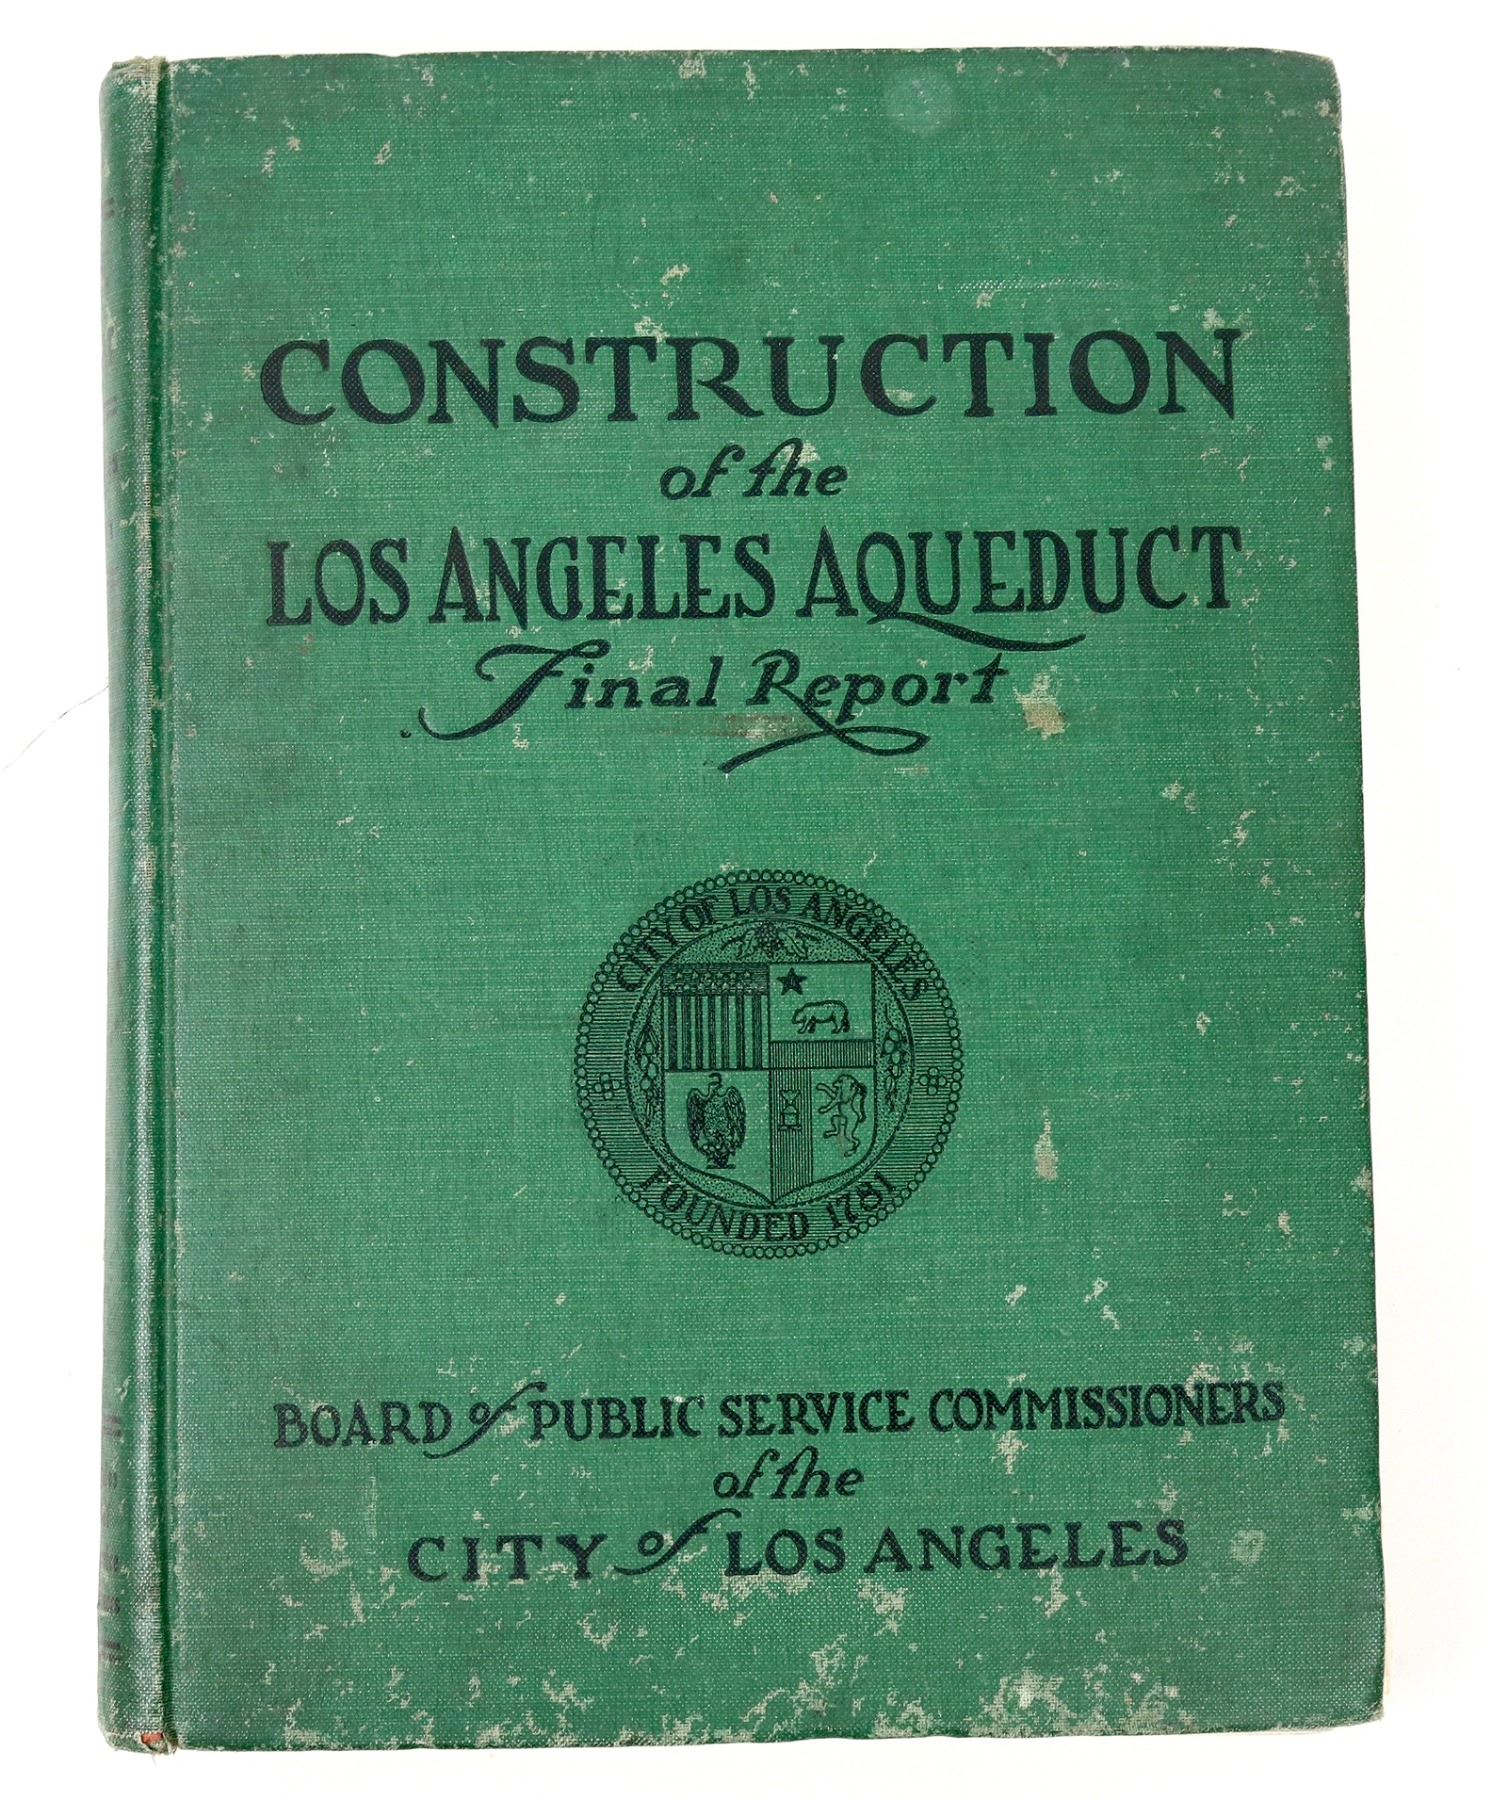 CONSTRUCTION
of the
LOS ANGELES AQUEDUCT
Final Report
CITY OF LOS ANGELES
FOUNDED 1781
BOARD of PUBLIC SERVICE COMMISSIONERS
of the
CITY of LOS ANGELES